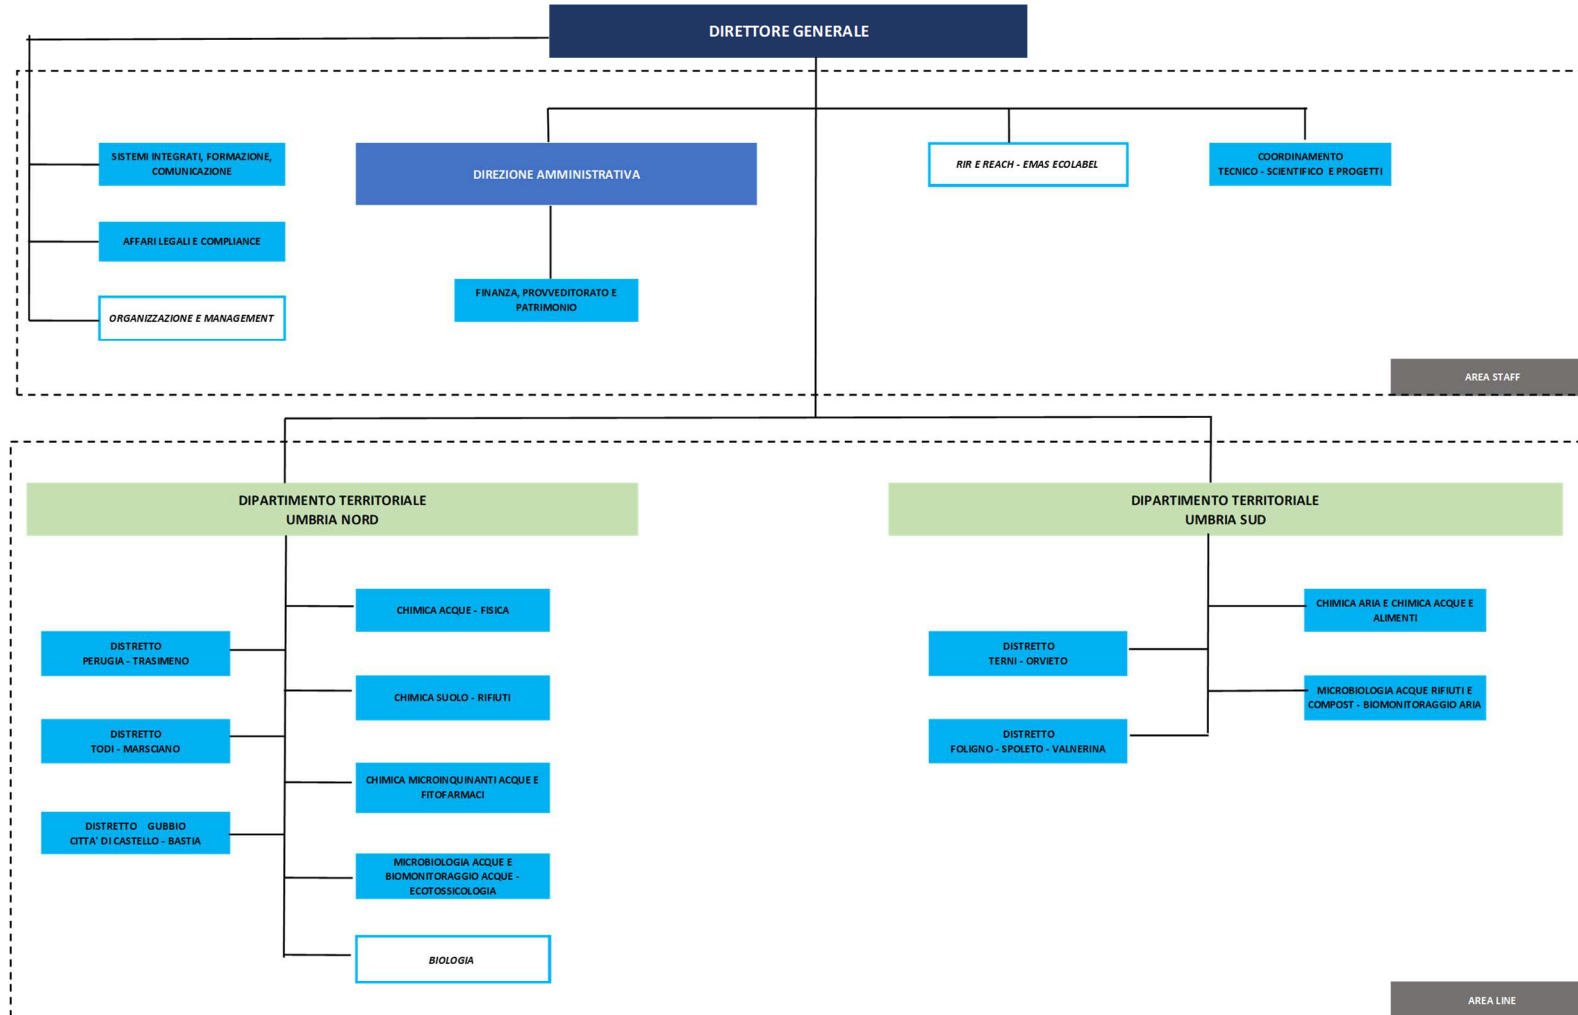 DIRETTORE GENERALE
SISTEMI INTEGRATI, FORMAZIONE,
COMUNICAZIONE
DIREZIONE AMMINISTRATIVA
RIR E REACH - EMAS ECOLABEL
COORDINAMENTO
TECNICO - SCIENTIFICO E PROGETTI
AFFARI LEGALI E COMPLIANCE
FINANZA, PROVVEDITORATO E
PATRIMONIO
ORGANIZZAZIONE E MANAGEMENT
AREA STAFF
DIPARTIMENTO TERRITORIALE
UMBRIA NORD
DIPARTIMENTO TERRITORIALE
UMBRIA SUD
CHIMICA ACQUE - FISICA
DISTRETTO
PERUGIA - TRASIMENO
CHIMICA SUOLO - RIFIUTI
DISTRETTO
TODI - MARSCIANO
CHIMICA MICROINQUINANTI ACQUE E
FITOFARMACI
DISTRETTO GUBBIO
CITTA' DI CASTELLO - BASTIA
MICROBIOLOGIA ACQUE E
BIOMONITORAGGIO ACQUE -
ECOTOSSICOLOGIA
BIOLOGIA
CHIMICA ARIA E CHIMICA ACQUE E
ALIMENTI
DISTRETTO
TERNI - ORVIETO
MICROBIOLOGIA ACQUE RIFIUTI E
COMPOST - BIOMONITORAGGIO ARIA
DISTRETTO
FOLIGNO - SPOLETO - VALNERINA
AREA LINE